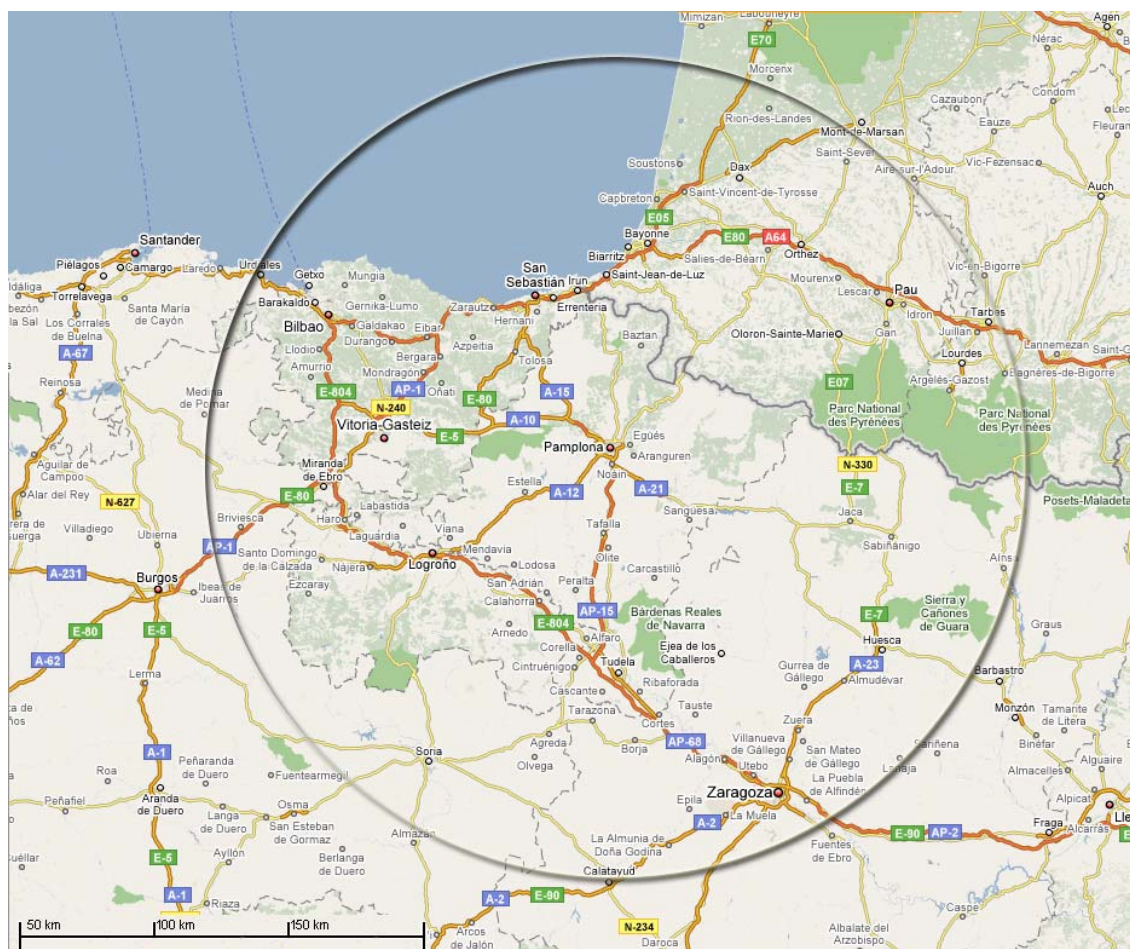 Mimizan
Labouheyre
Agen
E70
Nérac
Morcenx
Condom
Cazaubon
Rion-des-Landes
Eauze
Mont-de-Marsan
Fleuran
Saint-Sever
Soustons
Dax
Vic-Fezensac
Aire-sur-l'Adour
Auch
Saint-Vincent-de-Tyrosse
Capbreton
E05
Bayonne
E80
A64
Santander
Biarritz
Salies-de-Béarn
Orthez
Piélagos
Camargo
Laredo
Urdiales
Getxo
Mungia
San
Sebastián
Irun
Saint-Jean-de-Luz
Mourenx
Vic-en-Bigorre
Torrelavega
Lescar
Pau
Barakaldo
Gernika-Lumo
Zarautz
Errenteria
Santa María
de Cayón
Bilbao
Hernani
Idron
Tarbes
Los Corrales
de Buelna
Galdakao
Eibar
Durango
Azpeitia
Baztan
Oloron-Sainte-Marie
Gan
Juillan
A-67
Llodio
Bergara
Tolosa
Lourdes
Lannemezan
Amurrio
Mondragón
Bagnères-de-Bigorre
Reinosa
Medina
de Pomar
E-804
AP-1
Oñati
E-80
A-15
E07
Argelès-Gazost
N-240
A-10
Parc National
des Pyrénées
Parc National
des Pyrénées
Vitoria-Gasteiz
E-5
Pamplona
Egüés
Aranguren
Aguilar de
Campoo
Miranda
de Ebro
Noáin
N-330
Alar del Rey
N-627
E-80
Estella
A-12
A-21
E-7
Posets-Maladeta
Labastida
Sanguesa
Jaca
Villadiego
Briviesca
Haro
Viana
Tafalla
Ubierna
AP-1
Laguárdia
Sabiñánigo
Mendavia
Olite
Aíns
Santo Domingo
de la Calzada
Nájera
Logroño
Lodosa
Carcastillo
A-231
Burgos
Ibeas de
Juarros
Ezcaray
San Adrián
Peralta
Calahorra
Sierra y
Cañones
de Guara
E-80
E-5
Arnedo
E-804
AP-15
Bárdenas Reales
de Navarra
E-7
Graus
A-62
Corella
Alfaro
Ejea de los
Caballeros
Huesca
Cintruénigo
Tudela
Gurrea de
Gállego
A-23
Barbastro
Lerma
Cascante
Ribaforada
Almudévar
Tarazona
Tauste
Monzón
Tamarite
de Litera
Cortes
Zuera
A-1
Soria
Agreda
Borja
AP-68
Villanueva
de Gállego
San Mateo
de Gállego
Sariñena
Binéfar
Peñaranda
de Duero
Olvega
Alagón
Alguaire
Roa
Fuentearmegil
Utebo
La Puebla
de Alfindén
Almacelles
Peñafiel
Aranda
de Duero
Zaragoza
Alpicat
Langa
de Duero
Osma
Epila
La Muela
A-2
San Esteban
de Gormaz
Almazán
E-90
AP-2
Fraga
Alcarrás
E-5
La Almunia de
Doña Godina
Fuentes
de Ebro
Ayllón
Berlanga
de Duero
Calatayud
A-1
A-2
E-90
Riaza
Caspe
50 km
100 km
150 km
N-234
Arcos
de Jalón
Daroca
Albalate del
Arzobispo